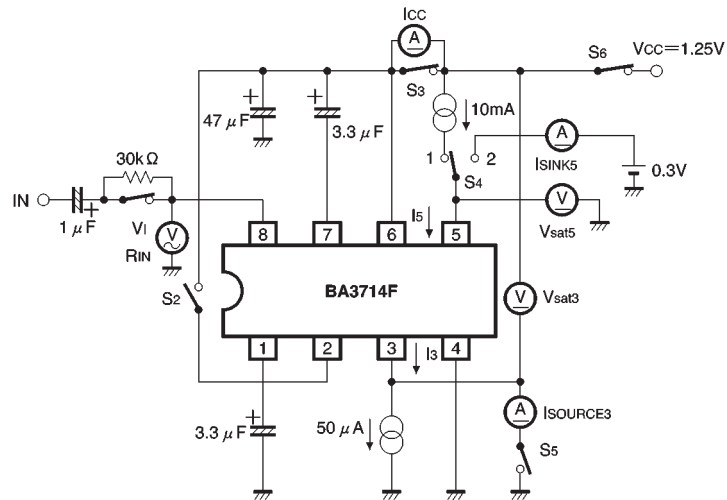 ICC
A
S6
VCC=1.25V
S3
47 μF
3.3 μF
10mA
1
2
A
ISINK5
S4
0.3V
30kΩ
IN
1 μF
VI
V
RIN
I5
V
Vsat5
8
7
6
5
S2
BA3714F
V
Vsat3
1
2
3
4
I3
3.3 μF
50 μA
A
ISOURCE3
S5